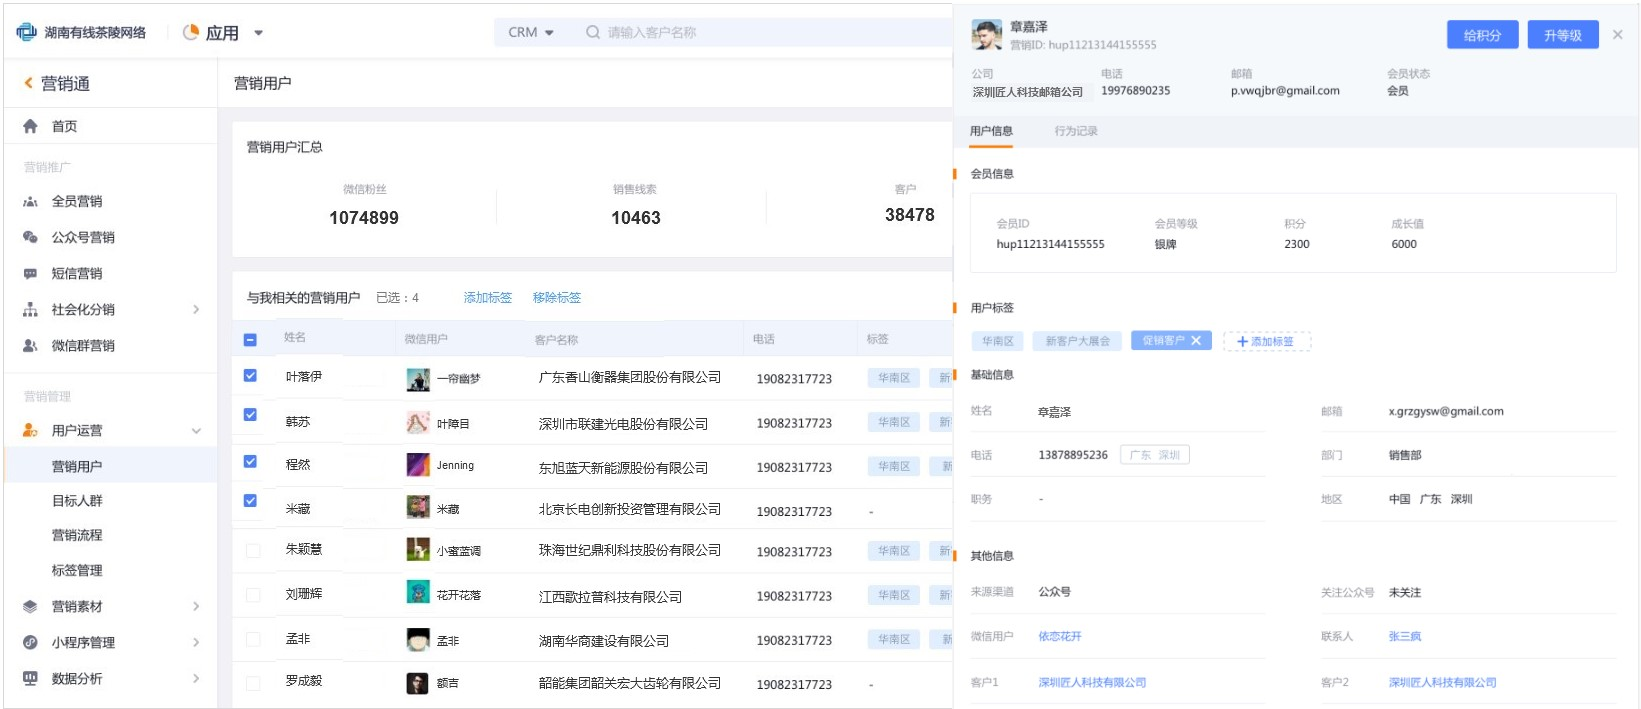 湖南有线茶陵网络
应用
CRM
请输入客户名称
营销通
首页
营销推广
全员营销
公众号营销
短信营销
社会化分销
微信群营销
营销管理
用户运营
营销用户
目标人群
营销流程
标签管理
营销素材
小程序管理
数据分析
营销用户
营销用户汇总
微信粉丝 销售线索 客户
1074899 10463 38478
与我相关的营销用户 已选：4 添加标签 移除标签
姓名 微信用户 客户名称 电话 标签
叶落伊 一帘幽梦 广东香山衡器集团股份有限公司 19082317723 华南区 新
韩苏 叶障目 深圳市联建光电股份有限公司 19082317723 华南区 新
程然 Jenning 东旭蓝天新能源股份有限公司 19082317723 华南区 新
米藏 米藏 北京长电创新投资管理有限公司 19082317723 -
朱颖慧 小蜜蓝调 珠海世纪鼎利科技股份有限公司 19082317723 华南区 新
刘珊辉 花开花落 江西歌拉普科技有限公司 19082317723 华南区 新
孟非 孟非 湖南华商建设有限公司 19082317723 华南区 新
罗成毅 额吉 韶能集团韶关宏大齿轮有限公司 19082317723 -
章嘉泽
营销ID: hup11213144155555
给积分 升等级
公司 电话 邮箱 会员状态
深圳匠人科技邮箱公司 19976890235 p.vwqjbr@gmail.com 会员
用户信息 行为记录
会员信息
会员ID 会员等级 积分 成长值
hup11213144155555 银牌 2300 6000
用户标签
华南区 新客户大展会 促销客户 添加标签
基础信息
姓名 章嘉泽 邮箱 x.grzgysw@gmail.com
电话 13878895236 广东 深圳 部门 销售部
职务 - 地区 中国 广东 深圳
其他信息
来源渠道 公众号 关注公众号 未关注
微信用户 依恋花开 联系人 张三疯
客户1 深圳匠人科技有限公司 客户2 深圳匠人科技有限公司